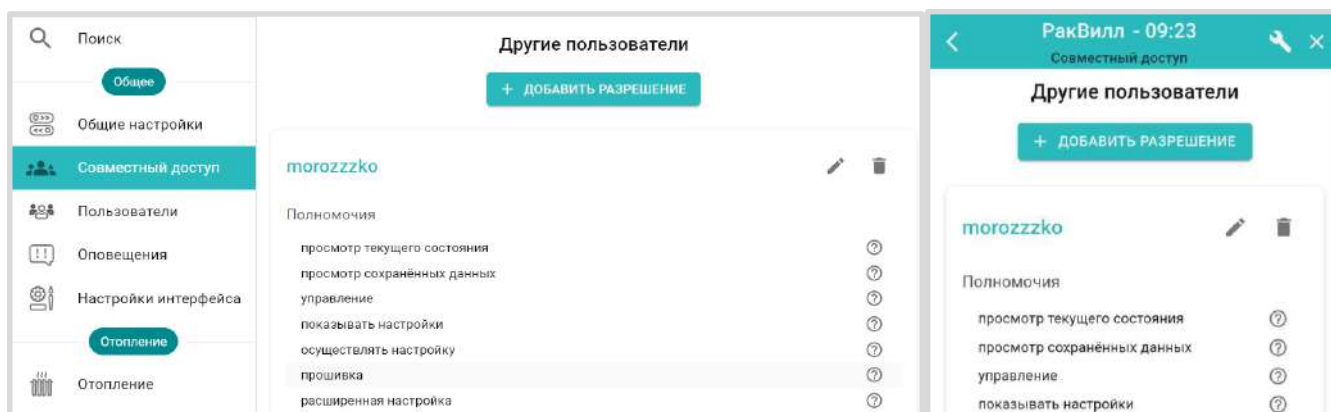 Поиск
Общее
Общие настройки
Совместный доступ
Пользователи
Оповещения
Настройки интерфейса
Отопление
Отопление
Другие пользователи
+ ДОБАВИТЬ РАЗРЕШЕНИЕ
morozzzko
Полномочия
просмотр текущего состояния
просмотр сохранённых данных
управление
показывать настройки
осуществлять настройку
прошивка
расширенная настройка
РакВилл - 09:23
Совместный доступ
Другие пользователи
+ ДОБАВИТЬ РАЗРЕШЕНИЕ
morozzzko
Полномочия
просмотр текущего состояния
просмотр сохранённых данных
управление
показывать настройки